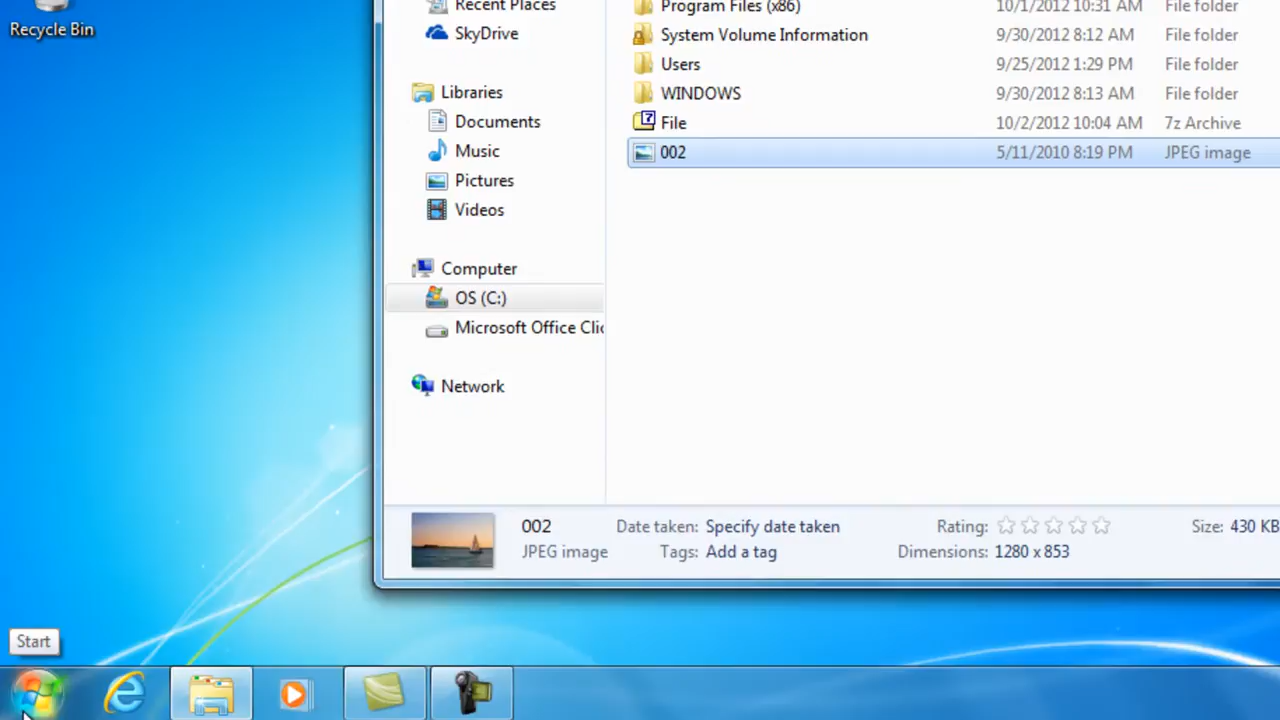 Recycle Bin
Recent Places
SkyDrive
Libraries
Documents
Music
Pictures
Videos
Computer
OS (C:)
Microsoft Office Clic
Network
Program Files (x86) 10/1/2012 10:31 AM File folder
System Volume Information 9/30/2012 8:12 AM File folder
Users 9/25/2012 1:29 PM File folder
WINDOWS 9/30/2012 8:13 AM File folder
File 10/2/2012 10:04 AM 7z Archive
002 5/11/2010 8:19 PM JPEG image
002 Date taken: Specify date taken Rating: Size: 430 KB
JPEG image Tags: Add a tag Dimensions: 1280 x 853
Start